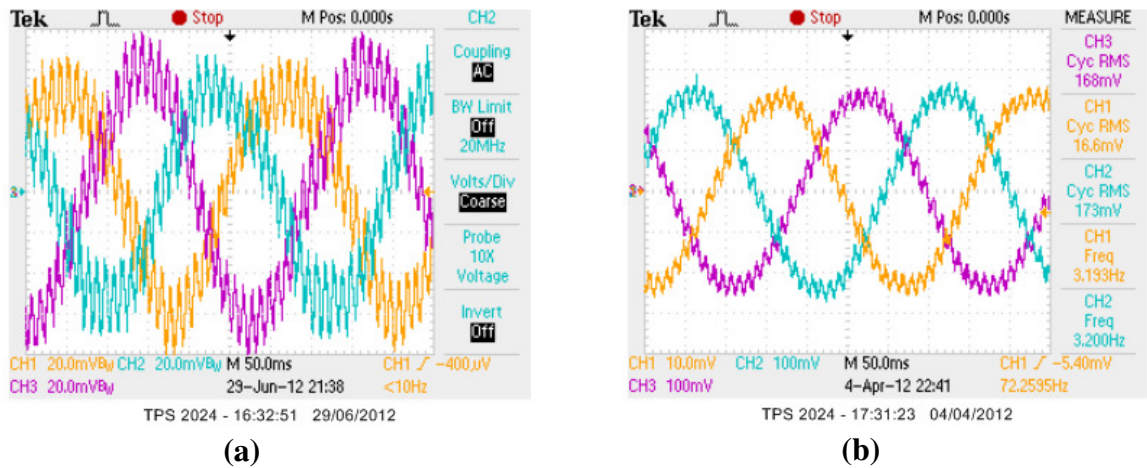 Tek Stop M Pos: 0.000s CH2
Coupling
AC
BW Limit
Off
20MHz
Volts/Div
Coarse
Probe
10X
Voltage
Invert
Off
3
CH1 20.0mVBW CH2 20.0mVBW M 50.0ms CH1 -400μV
CH3 20.0mVBW 29-Jun-12 21:38 <10Hz
TPS 2024 - 16:32:51 29/06/2012
(a)
Tek Stop M Pos: 0.000s MEASURE
CH3
Cyc RMS
168mV
CH1
Cyc RMS
16.6mV
CH2
Cyc RMS
173mV
CH1
Freq
3.193Hz
CH2
Freq
3.200Hz
CH1 10.0mV CH2 100mV M 50.0ms CH1 -5.40mV
CH3 100mV 4-Apr-12 22:41 72.2595Hz
TPS 2024 - 17:31:23 04/04/2012
(b)